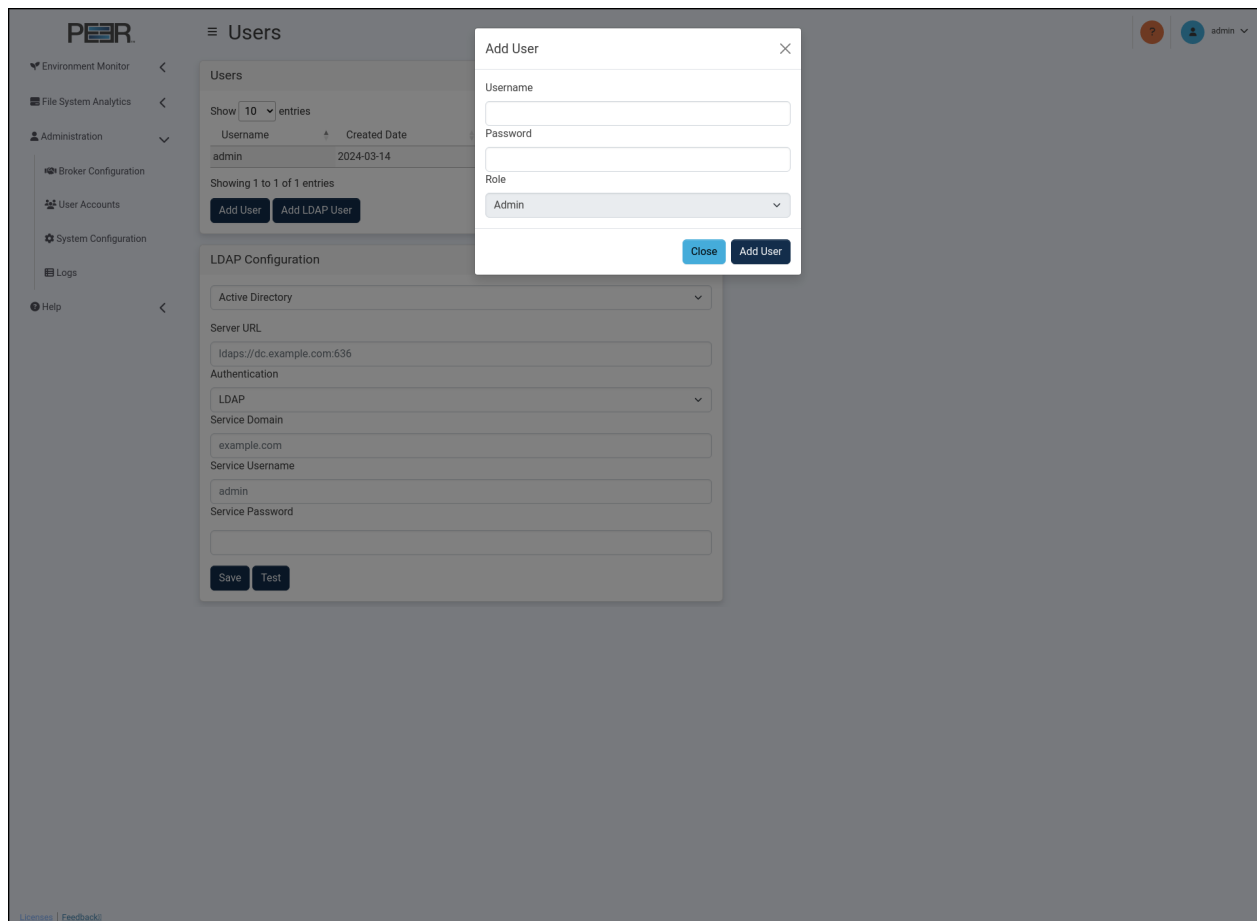 PEER
≡ Users
? admin
Environment Monitor
File System Analytics
Administration
Broker Configuration
User Accounts
System Configuration
Logs
Help
Users
Show 10 entries
Username Created Date
admin 2024-03-14
Showing 1 to 1 of 1 entries
Add User Add LDAP User
LDAP Configuration
Active Directory
Server URL
ldaps://dc.example.com:636
Authentication
LDAP
Service Domain
example.com
Service Username
admin
Service Password
Save Test
Add User
Username
Password
Role
Admin
Close Add User
Licenses | Feedback